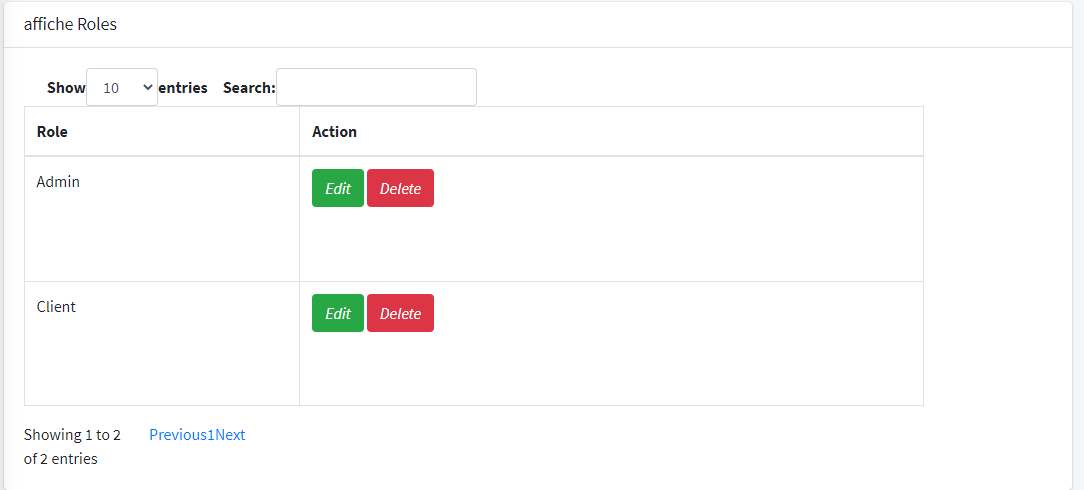 affiche Roles
Show 10 entries Search:
Role Action
Admin Edit Delete
Client Edit Delete
Showing 1 to 2 Previous1Next
of 2 entries